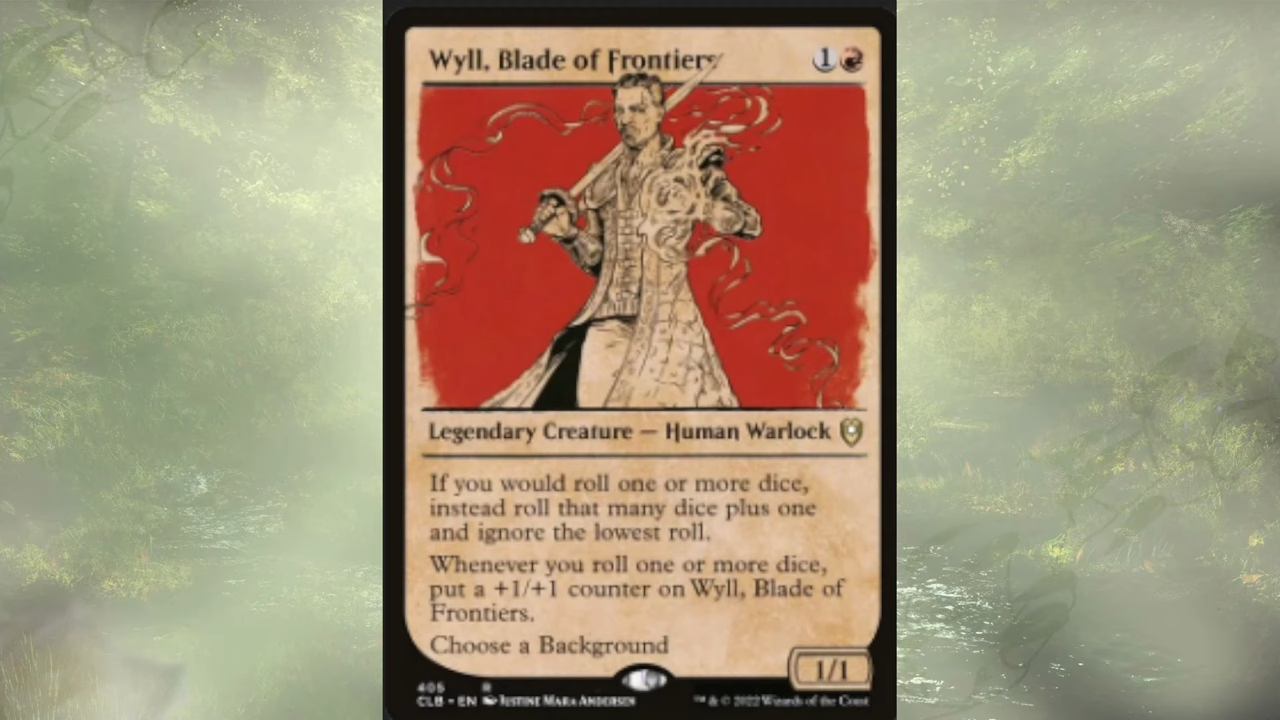 Wyll, Blade of Frontiers 1
Legendary Creature — Human Warlock
If you would roll one or more dice,
instead roll that many dice plus one
and ignore the lowest roll.
Whenever you roll one or more dice,
put a +1/+1 counter on Wyll, Blade of
Frontiers.
Choose a Background
1/1
405 R
CLB • EN Justine Mara Andersen ™ & © 2022 Wizards of the Coast